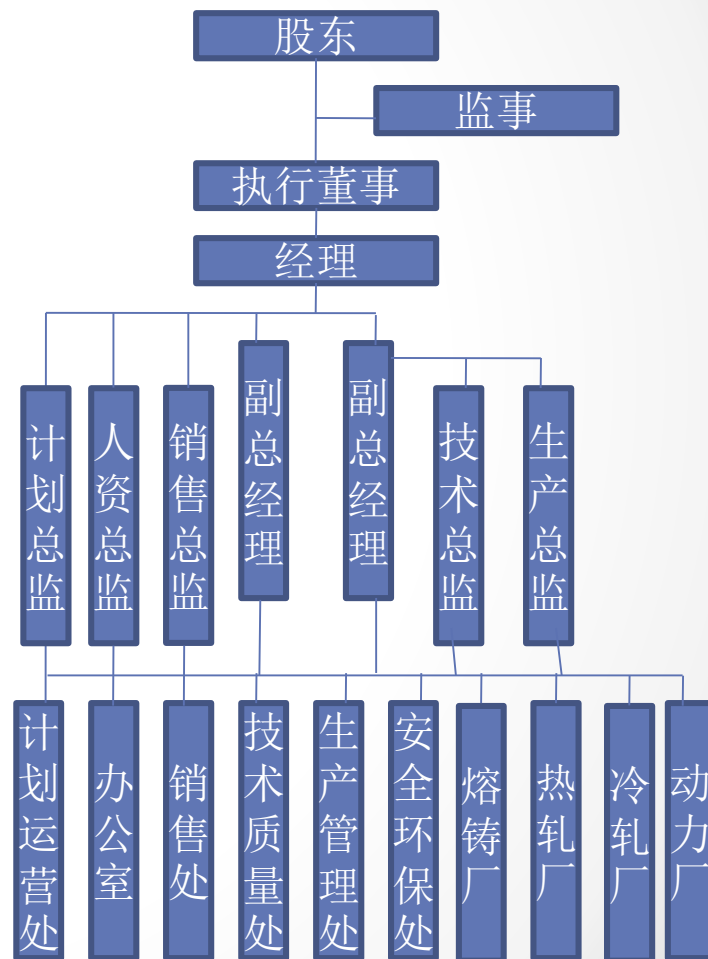 股东
监事
执行董事
经理
计划总监
人资总监
销售总监
副总经理
副总经理
技术总监
生产总监
计划运营处
办公室
销售处
技术质量处
生产管理处
安全环保处
熔铸厂
热轧厂
冷轧厂
动力厂